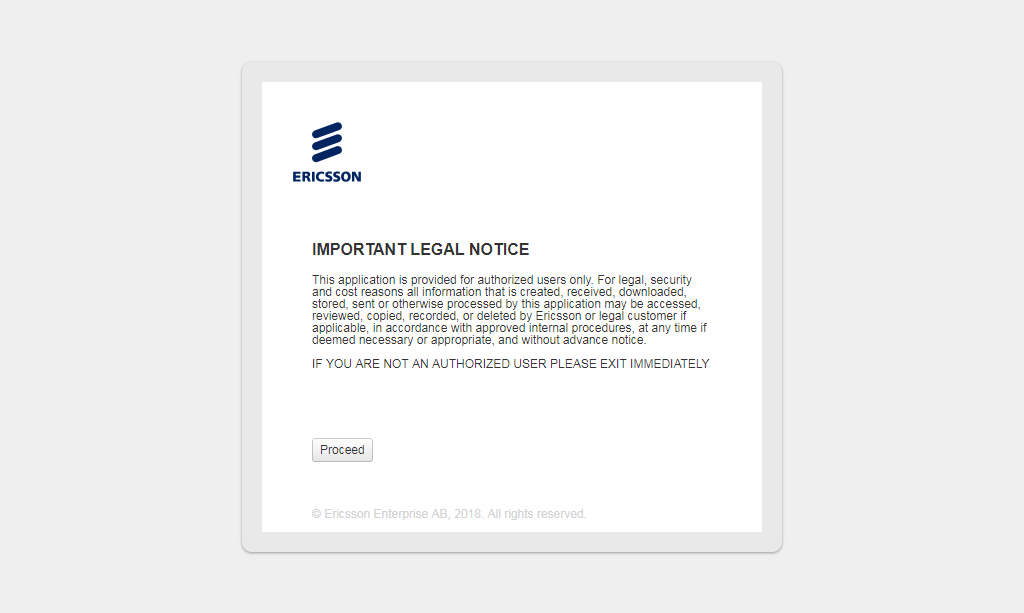 ERICSSON
IMPORTANT LEGAL NOTICE
This application is provided for authorized users only. For legal, security
and cost reasons all information that is created, received, downloaded,
stored, sent or otherwise processed by this application may be accessed,
reviewed, copied, recorded, or deleted by Ericsson or legal customer if
applicable, in accordance with approved internal procedures, at any time if
deemed necessary or appropriate, and without advance notice.
IF YOU ARE NOT AN AUTHORIZED USER PLEASE EXIT IMMEDIATELY
Proceed
© Ericsson Enterprise AB, 2018. All rights reserved.